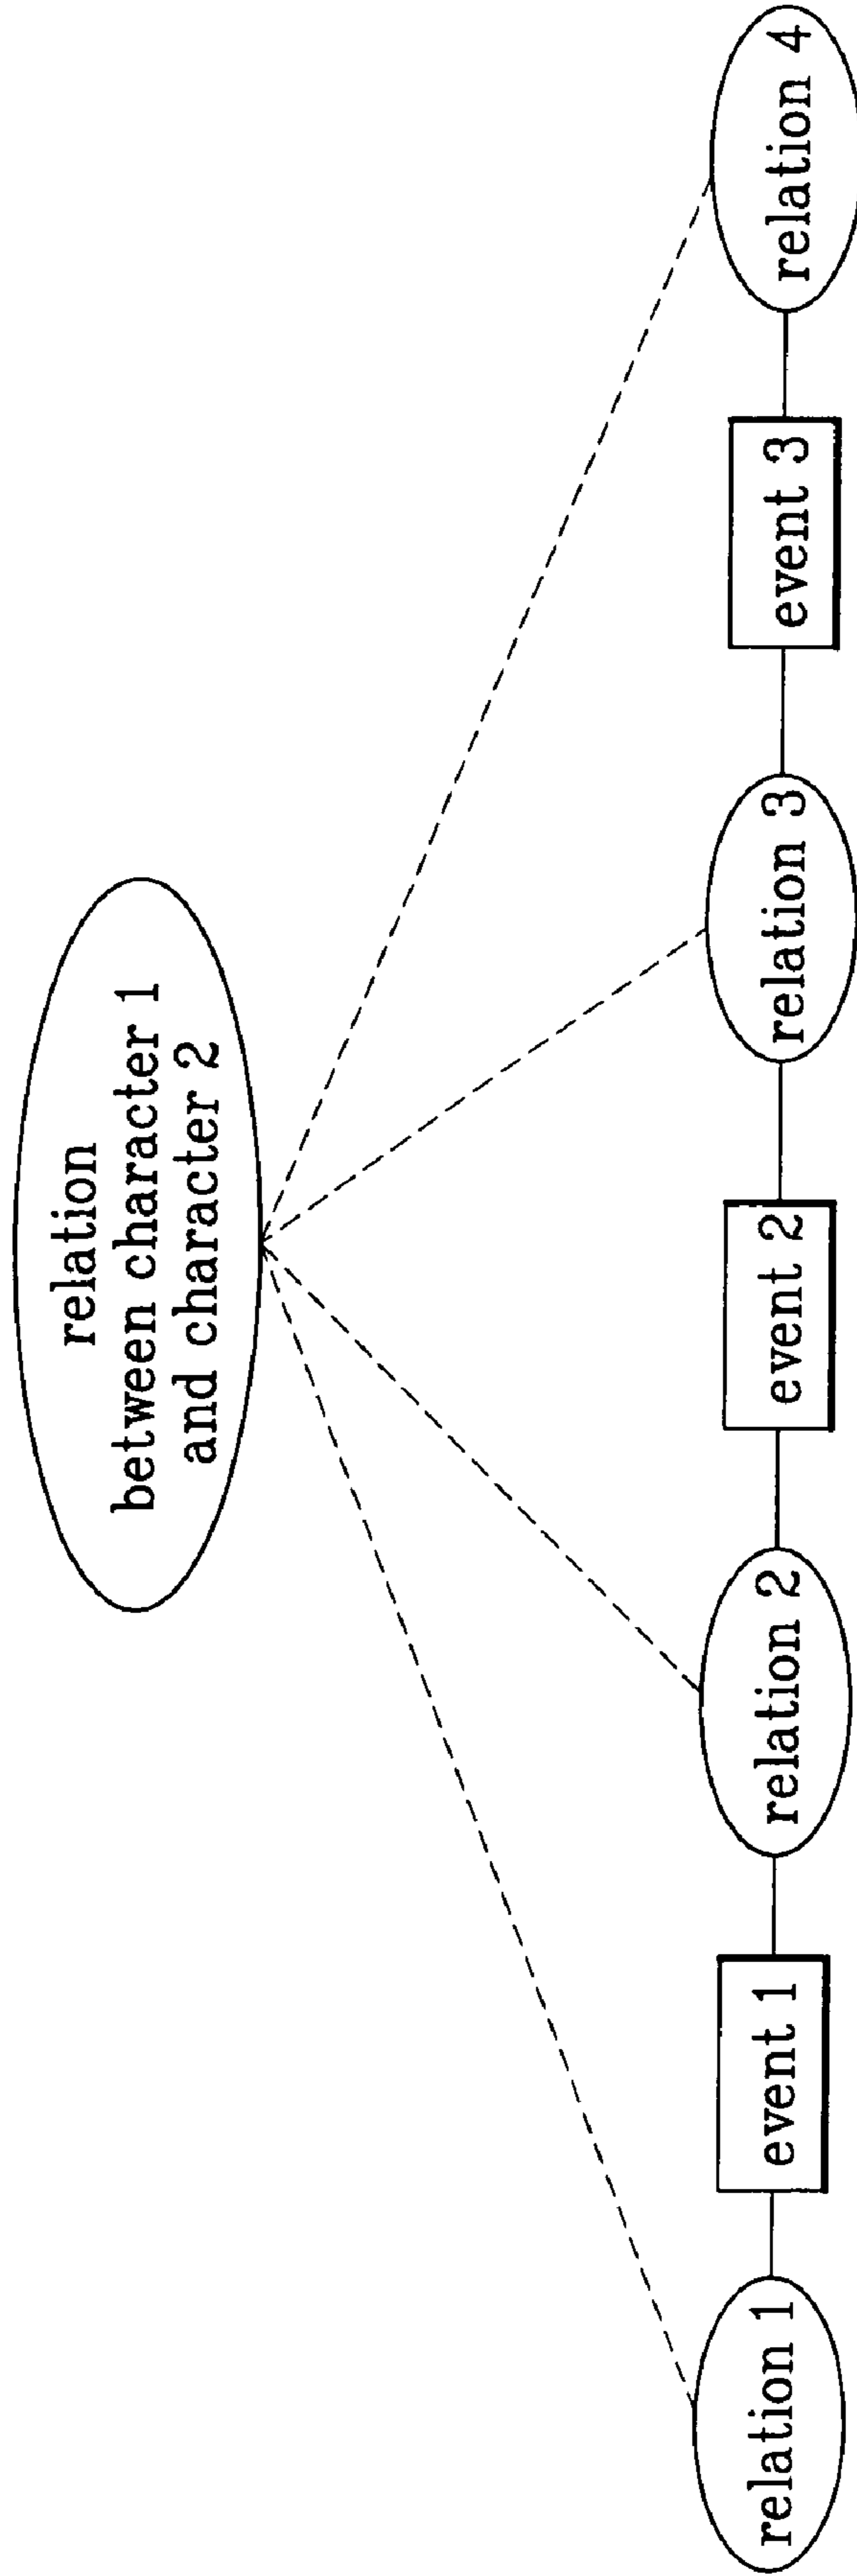 relation
between character 1
and character 2
relation 1
event 1
relation 2
event 2
relation 3
event 3
relation 4